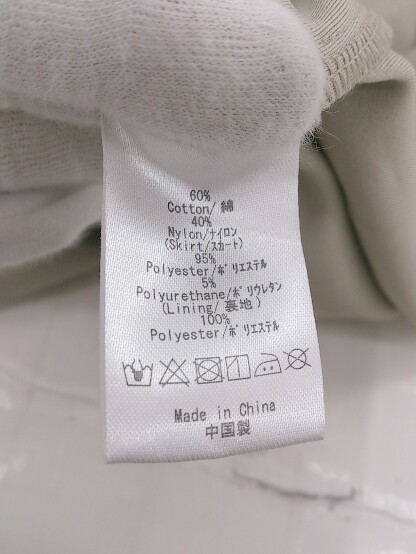 60%
Cotton/綿
40%
Nylon/ナイロン
(Skirt/スカート)
95%
Polyester/ポリエステル
5%
Polyurethane/ポリウレタン
(Lining/裏地)
100%
Polyester/ポリエステル
Made in China
中国製